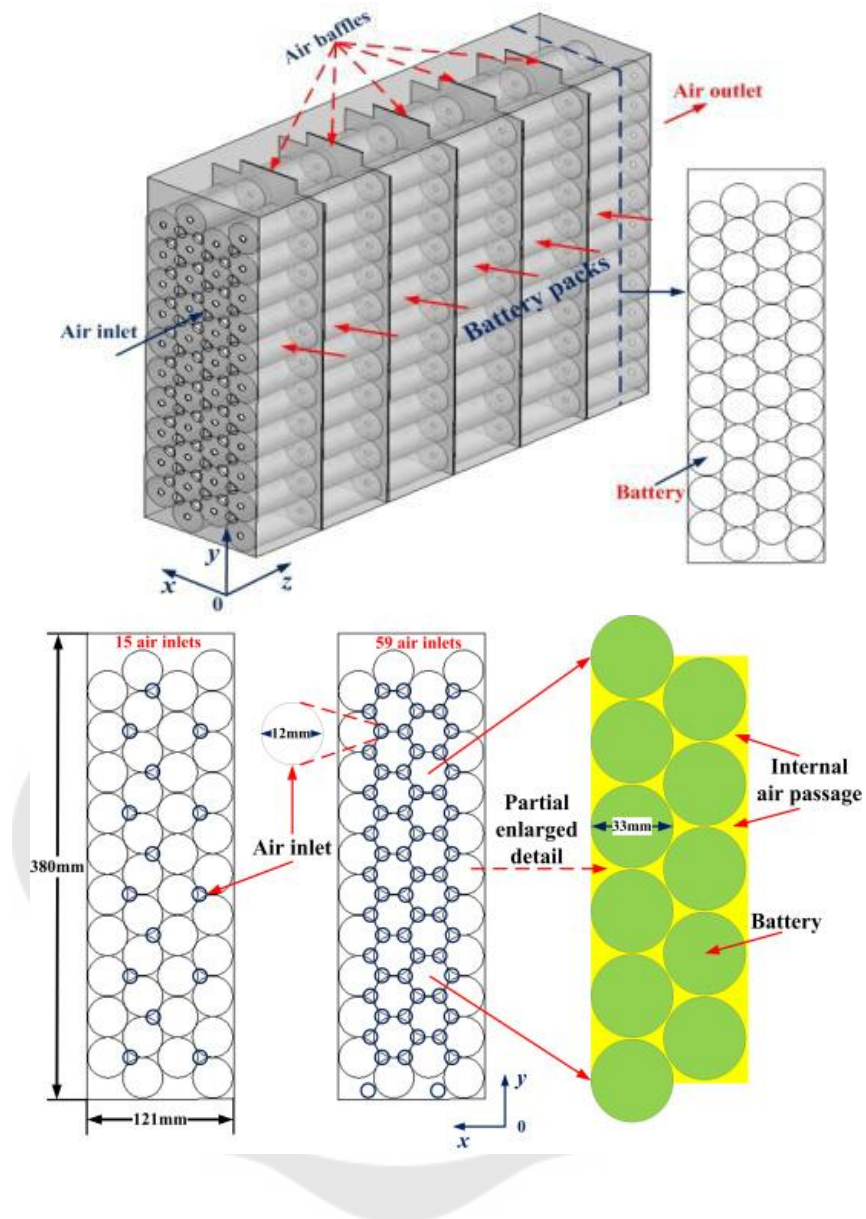 Air baffles
Air outlet
Battery packs
Air inlet
Battery
y
x
z
0
15 air inlets
59 air inlets
12mm
Internal
air passage
Partial
enlarged
detail
33mm
380mm
Air inlet
Battery
y
121mm
x
0